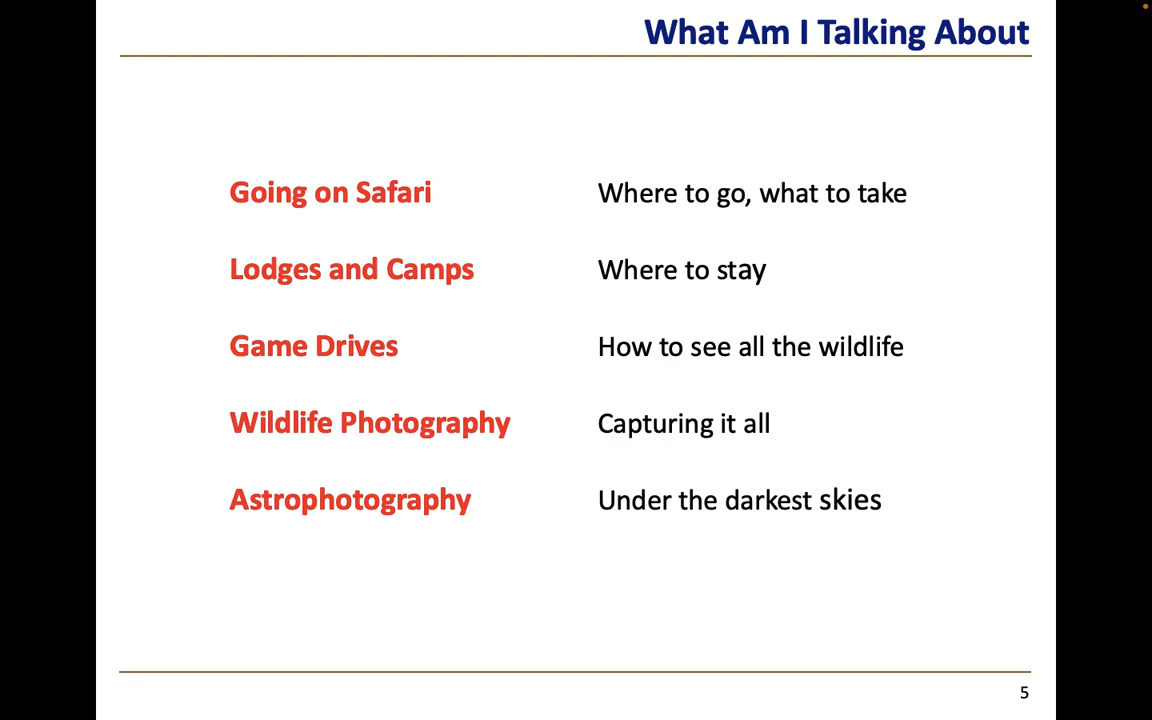 What Am I Talking About
Going on Safari Where to go, what to take
Lodges and Camps Where to stay
Game Drives How to see all the wildlife
Wildlife Photography Capturing it all
Astrophotography Under the darkest skies
5